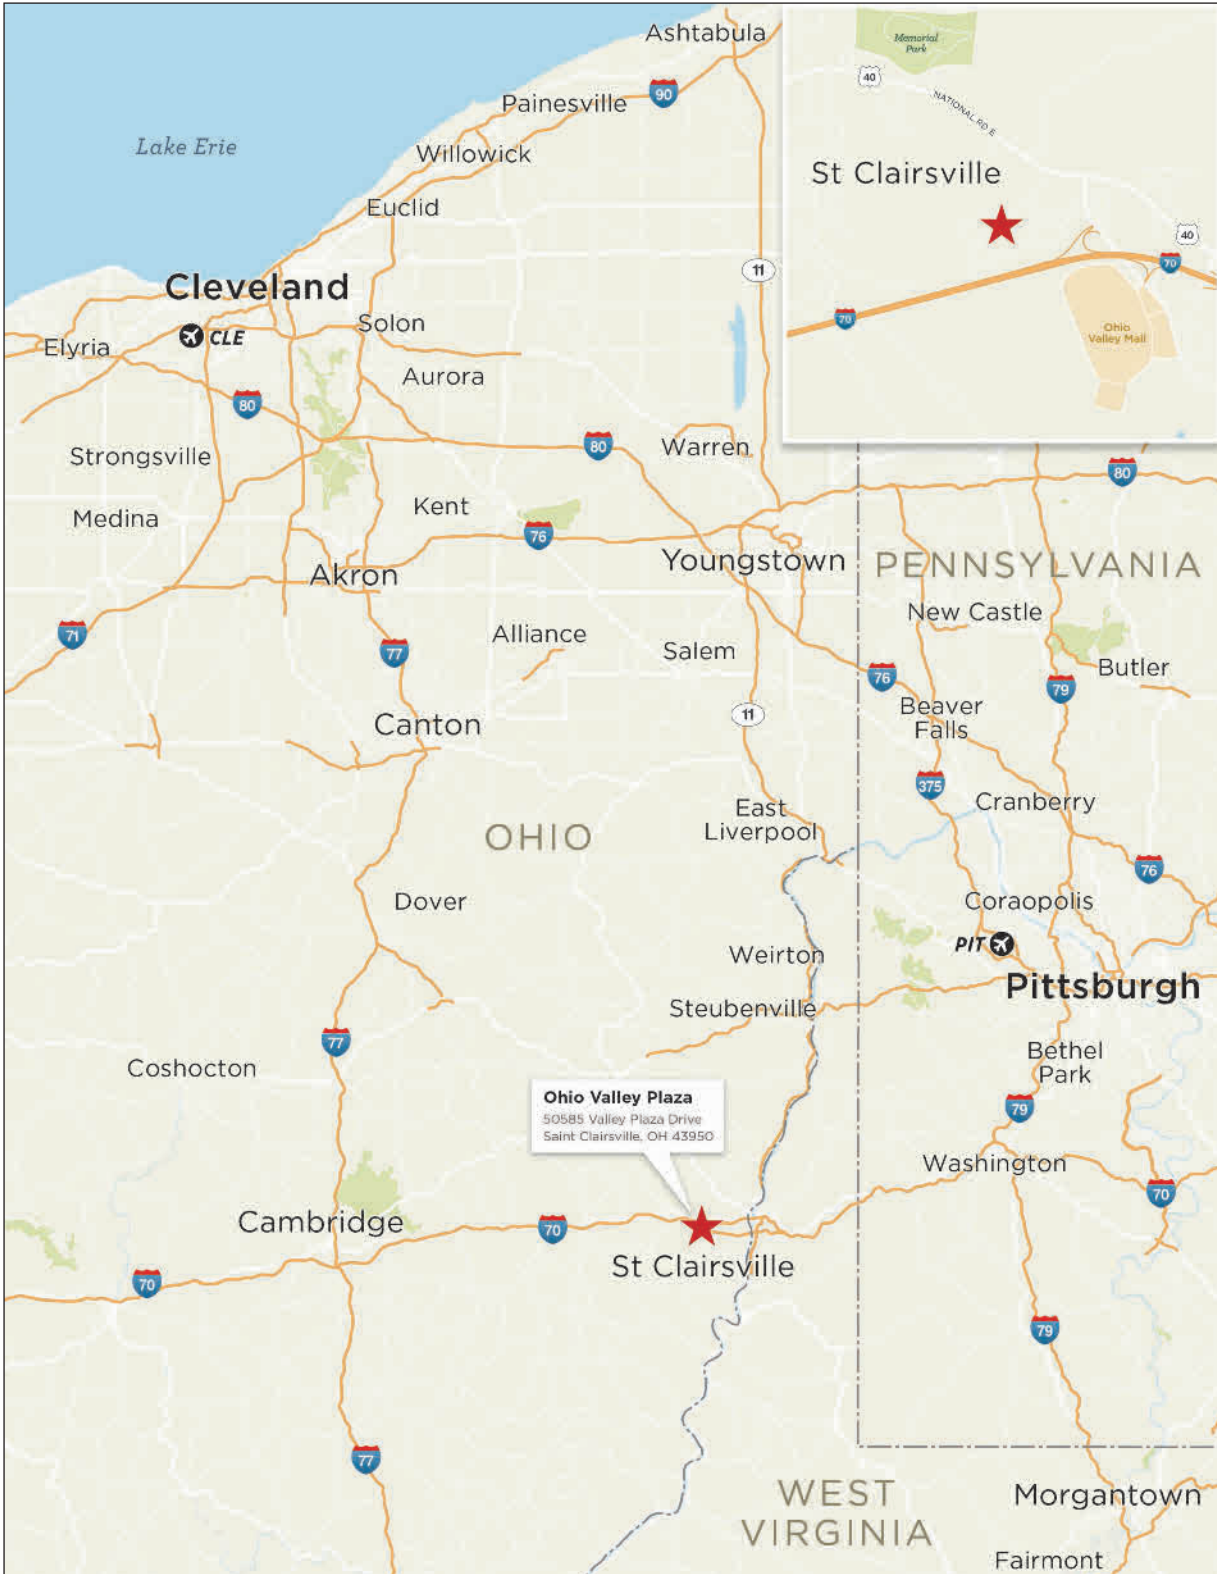 Ashtabula
90
Painesville
Lake Erie
Willowick
Euclid
Cleveland
CLE
Solon
Elyria
Aurora
80
Strongsville
Medina
Kent
76
80
Warren
11
Akron
Youngstown
71
77
Alliance
Salem
Canton
11
OHIO
East
Liverpool
Dover
Weirton
Steubenville
77
Coshocton
Ohio Valley Plaza
50585 Valley Plaza Drive
Saint Clairsville, OH 43950
Cambridge
70
70
St Clairsville
77
Memorial
Park
40
NATIONAL RD E
St Clairsville
40
70
70
Ohio
Valley Mall
80
PENNSYLVANIA
New Castle
76
79
Butler
Beaver
Falls
375
Cranberry
76
Coraopolis
PIT
Pittsburgh
Bethel
Park
79
Washington
70
79
WEST
VIRGINIA
Morgantown
Fairmont